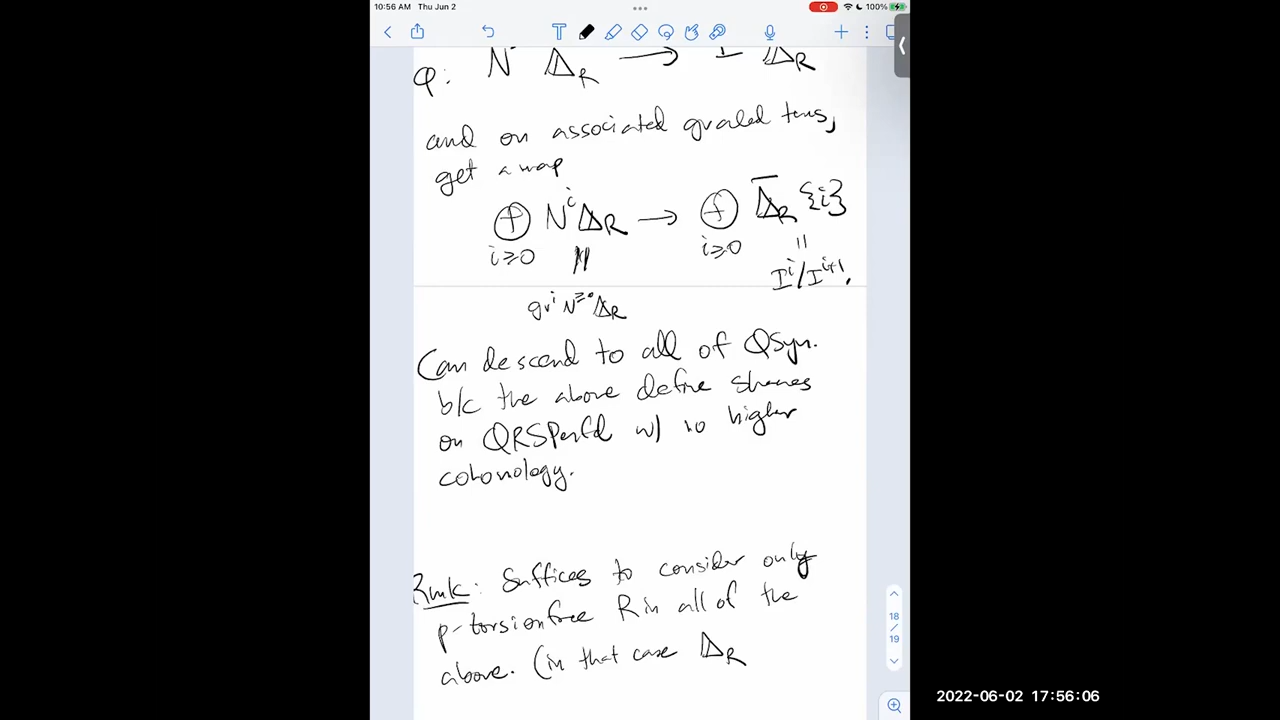 10:56 AM Thu Jun 2
100%
φ: N Δ_R → I Δ_R
and on associated graded terms,
get a map
⊕_{i≥0} N^i Δ_R → ⊕_{i≥0} \overline{Δ}_R {i}
|| ||
I^i/I^{i+1}.
gr^i N^{≥•} Δ_R
Can descend to all of QSyn.
b/c the above define sheaves
on QRSPerfd w/ no higher
cohomology.
Rmk: Suffices to consider only
p-torsionfree R in all of the
above. (in that case Δ_R
18
/
19
2022-06-02 17:56:06